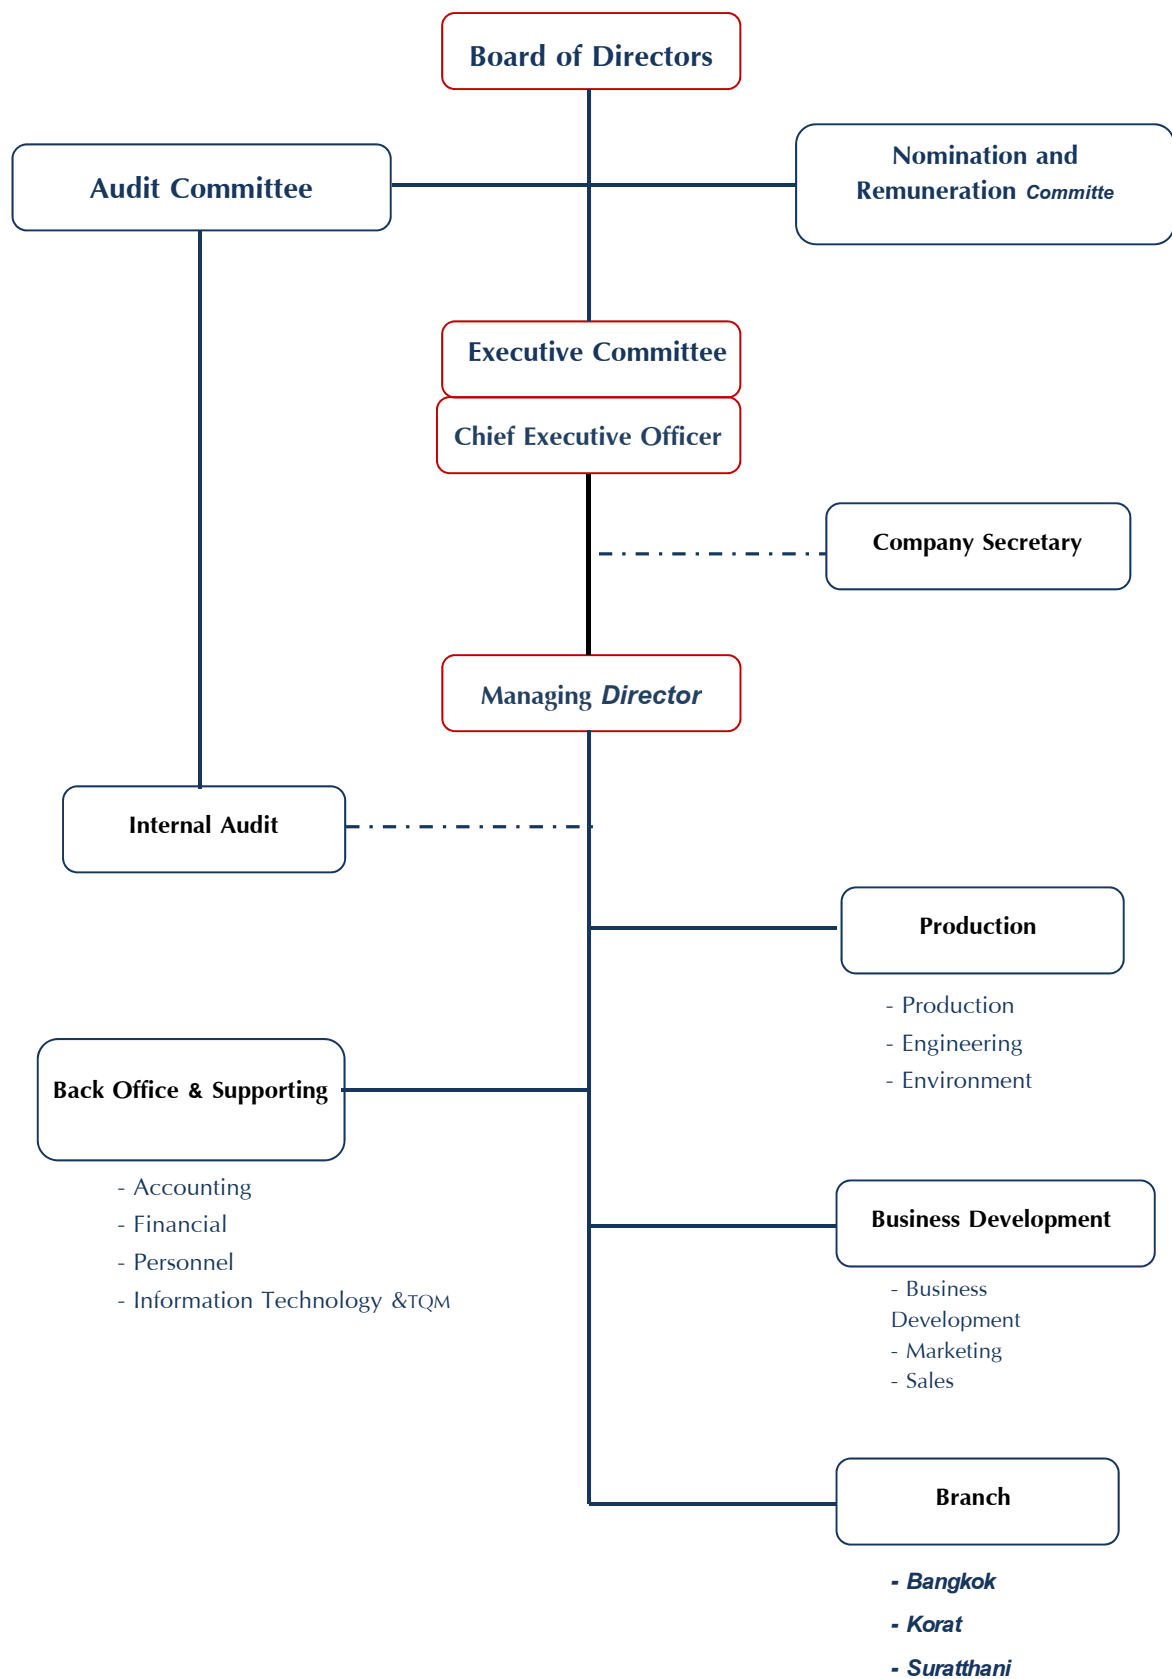 Board of Directors
Nomination and
Remuneration Committe
Audit Committee
Executive Committee
Chief Executive Officer
Company Secretary
Managing Director
Internal Audit
Production
- Production
- Engineering
- Environment
Back Office & Supporting
- Accounting
- Financial
- Personnel
- Information Technology &TQM
Business Development
- Business
Development
- Marketing
- Sales
Branch
- Bangkok
- Korat
- Suratthani